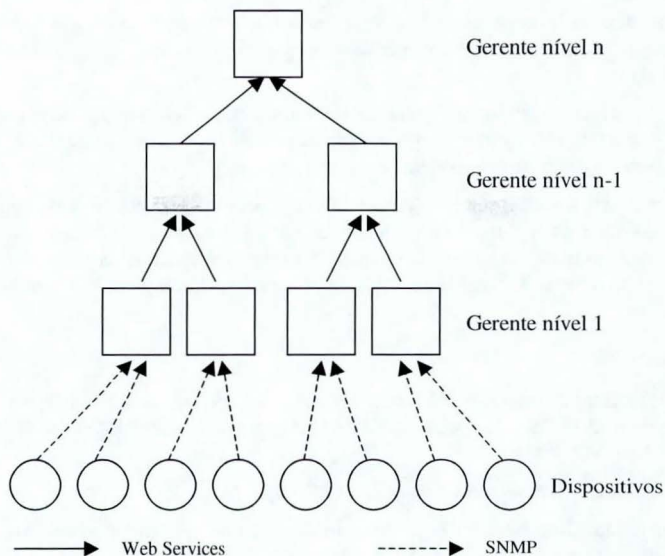 Gerente nível n
Gerente nível n-1
Gerente nível 1
Dispositivos
Web Services
SNMP